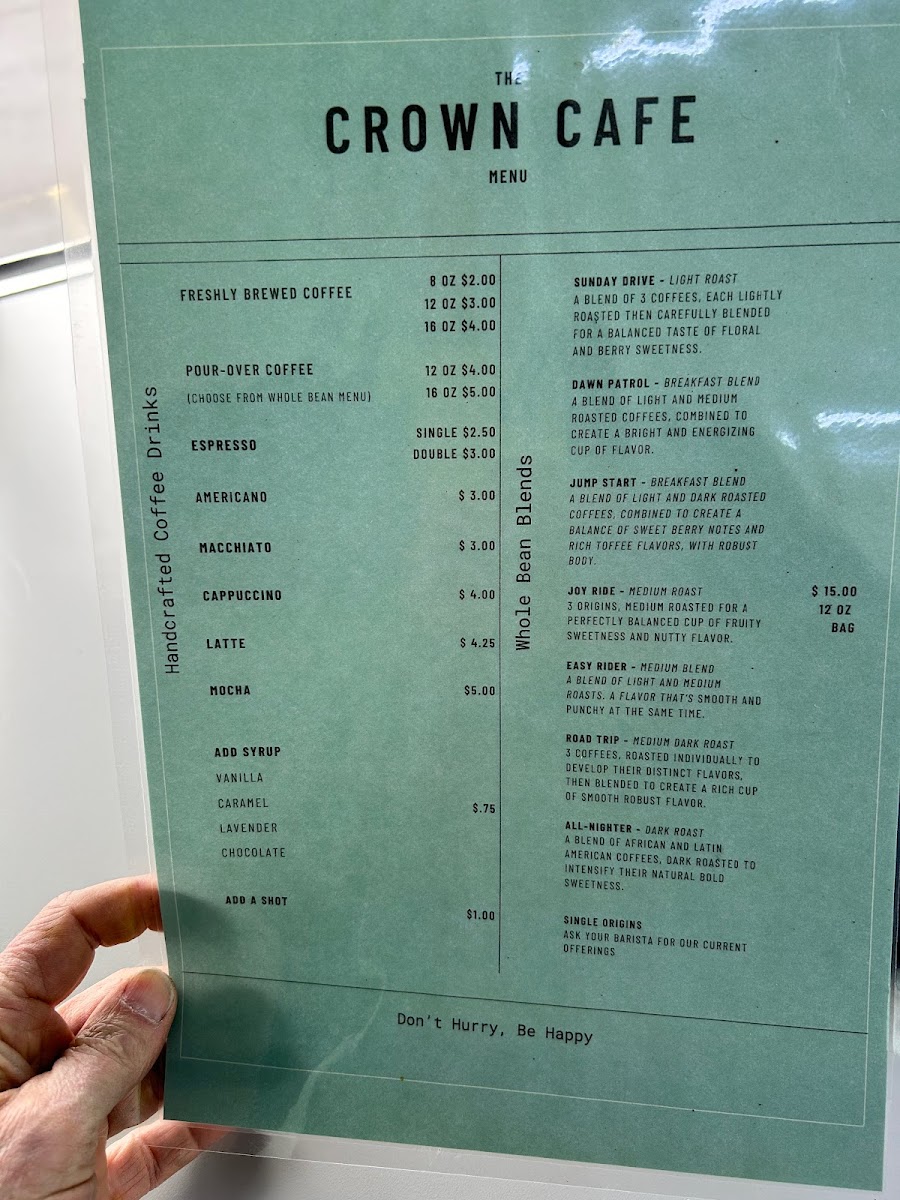 THE
CROWN CAFE
MENU
Handcrafted Coffee Drinks
FRESHLY BREWED COFFEE
8 OZ $2.00
12 OZ $3.00
16 OZ $4.00
POUR-OVER COFFEE
(CHOOSE FROM WHOLE BEAN MENU)
12 OZ $4.00
16 OZ $5.00
ESPRESSO
SINGLE $2.50
DOUBLE $3.00
AMERICANO $ 3.00
MACCHIATO $ 3.00
CAPPUCCINO $ 4.00
LATTE $ 4.25
MOCHA $5.00
ADD SYRUP
VANILLA
CARAMEL
LAVENDER
CHOCOLATE
$.75
ADD A SHOT
$1.00
Whole Bean Blends
SUNDAY DRIVE - LIGHT ROAST
A BLEND OF 3 COFFEES, EACH LIGHTLY
ROASTED THEN CAREFULLY BLENDED
FOR A BALANCED TASTE OF FLORAL
AND BERRY SWEETNESS.
DAWN PATROL - BREAKFAST BLEND
A BLEND OF LIGHT AND MEDIUM
ROASTED COFFEES, COMBINED TO
CREATE A BRIGHT AND ENERGIZING
CUP OF FLAVOR.
JUMP START - BREAKFAST BLEND
A BLEND OF LIGHT AND DARK ROASTED
COFFEES, COMBINED TO CREATE A
BALANCE OF SWEET BERRY NOTES AND
RICH TOFFEE FLAVORS, WITH ROBUST
BODY.
JOY RIDE - MEDIUM ROAST
3 ORIGINS, MEDIUM ROASTED FOR A
PERFECTLY BALANCED CUP OF FRUITY
SWEETNESS AND NUTTY FLAVOR.
EASY RIDER - MEDIUM BLEND
A BLEND OF LIGHT AND MEDIUM
ROASTS. A FLAVOR THAT'S SMOOTH AND
PUNCHY AT THE SAME TIME.
ROAD TRIP - MEDIUM DARK ROAST
3 COFFEES, ROASTED INDIVIDUALLY TO
DEVELOP THEIR DISTINCT FLAVORS,
THEN BLENDED TO CREATE A RICH CUP
OF SMOOTH ROBUST FLAVOR.
ALL-NIGHTER - DARK ROAST
A BLEND OF AFRICAN AND LATIN
AMERICAN COFFEES, DARK ROASTED TO
INTENSIFY THEIR NATURAL BOLD
SWEETNESS.
SINGLE ORIGINS
ASK YOUR BARISTA FOR OUR CURRENT
OFFERINGS
$ 15.00
12 OZ
BAG
Don't Hurry, Be Happy